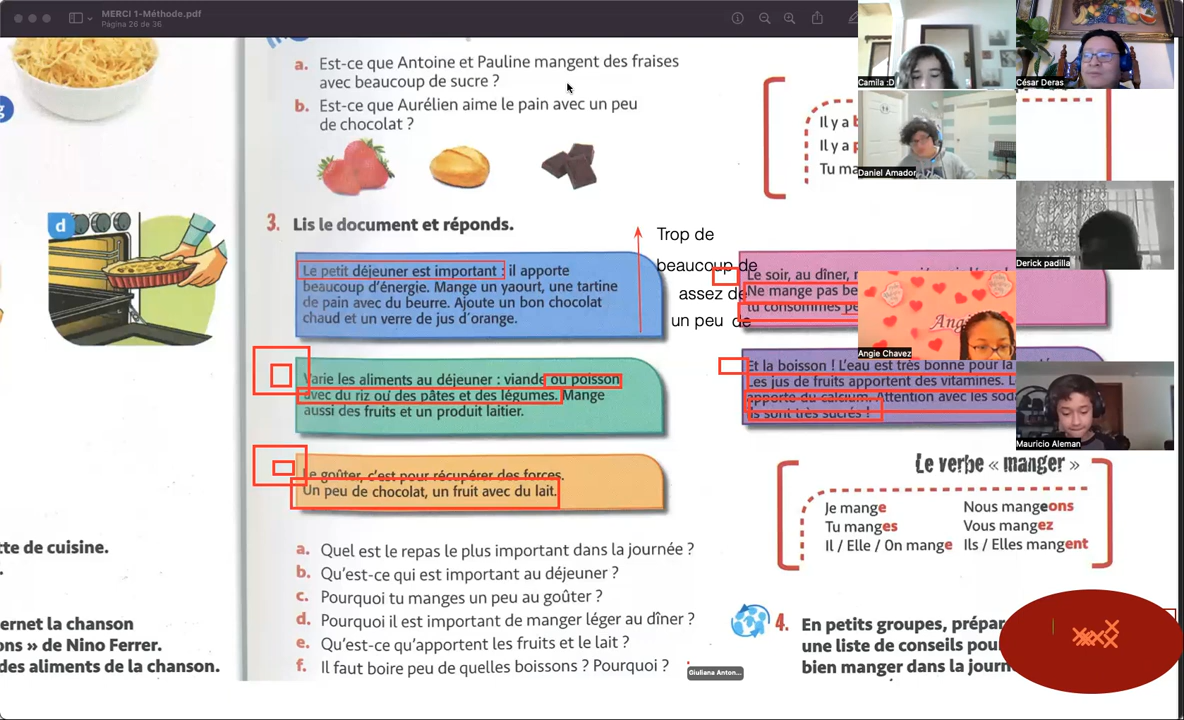 MERCI 1-Méthode.pdf
Página 26 de 36
a. Est-ce que Antoine et Pauline mangent des fraises
avec beaucoup de sucre ?
b. Est-ce que Aurélien aime le pain avec un peu
de chocolat ?
Il y a
Il y a
Tu
d
3. Lis le document et réponds.
Le petit déjeuner est important : il apporte
beaucoup d'énergie. Mange un yaourt, une tartine
de pain avec du beurre. Ajoute un bon chocolat
chaud et un verre de jus d'orange.
Varie les aliments au déjeuner : viande ou poisson
avec du riz ou des pâtes et des légumes. Mange
aussi des fruits et un produit laitier.
Le goûter, c'est pour récupérer des forces.
Un peu de chocolat, un fruit avec du lait.
Trop de
beaucoup de
assez de
un peu de
Le soir, au dîner,
Ne mange pas
tu consommes
Et la boisson ! L'eau est très bonne pour la
Les jus de fruits apportent des vitamines.
apporte du calcium. Attention avec les
ils sont très sucrés !
a. Quel est le repas le plus important dans la journée ?
b. Qu'est-ce qui est important au déjeuner ?
c. Pourquoi tu manges un peu au goûter ?
d. Pourquoi il est important de manger léger au dîner ?
e. Qu'est-ce qu'apportent les fruits et le lait ?
f. Il faut boire peu de quelles boissons ? Pourquoi ?
Le verbe « manger »
Je mange
Tu manges
Il / Elle / On mange
Nous mangeons
Vous mangez
Ils / Elles mangent
4. En petits groupes,
une liste de conseils
bien manger dans la
tte de cuisine.
ernet la chanson
ons » de Nino Ferrer.
des aliments de la chanson.
Camila :D
César Deras
Daniel Amador
Derick padilla
Angie Chavez
Mauricio Aleman
Giuliana Anton...